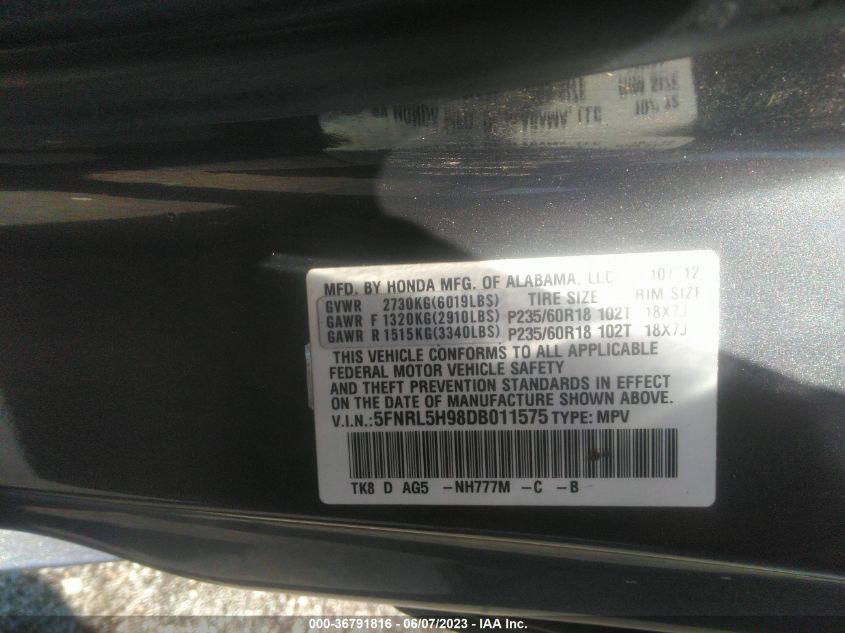 MFD. BY HONDA MFG. OF ALABAMA, LLC 10/12
GVWR 2730KG(6019LBS) TIRE SIZE RIM SIZE
GAWR F 1320KG(2910LBS) P235/60R18 102T 18X7J
GAWR R 1515KG(3340LBS) P235/60R18 102T 18X7J
THIS VEHICLE CONFORMS TO ALL APPLICABLE
FEDERAL MOTOR VEHICLE SAFETY
AND THEFT PREVENTION STANDARDS IN EFFECT
ON THE DATE OF MANUFACTURE SHOWN ABOVE.
V.I.N.:5FNRL5H98DB011575 TYPE: MPV
TK8 D AG5 -NH777M -C -B
000-36791816 - 06/07/2023 - IAA Inc.